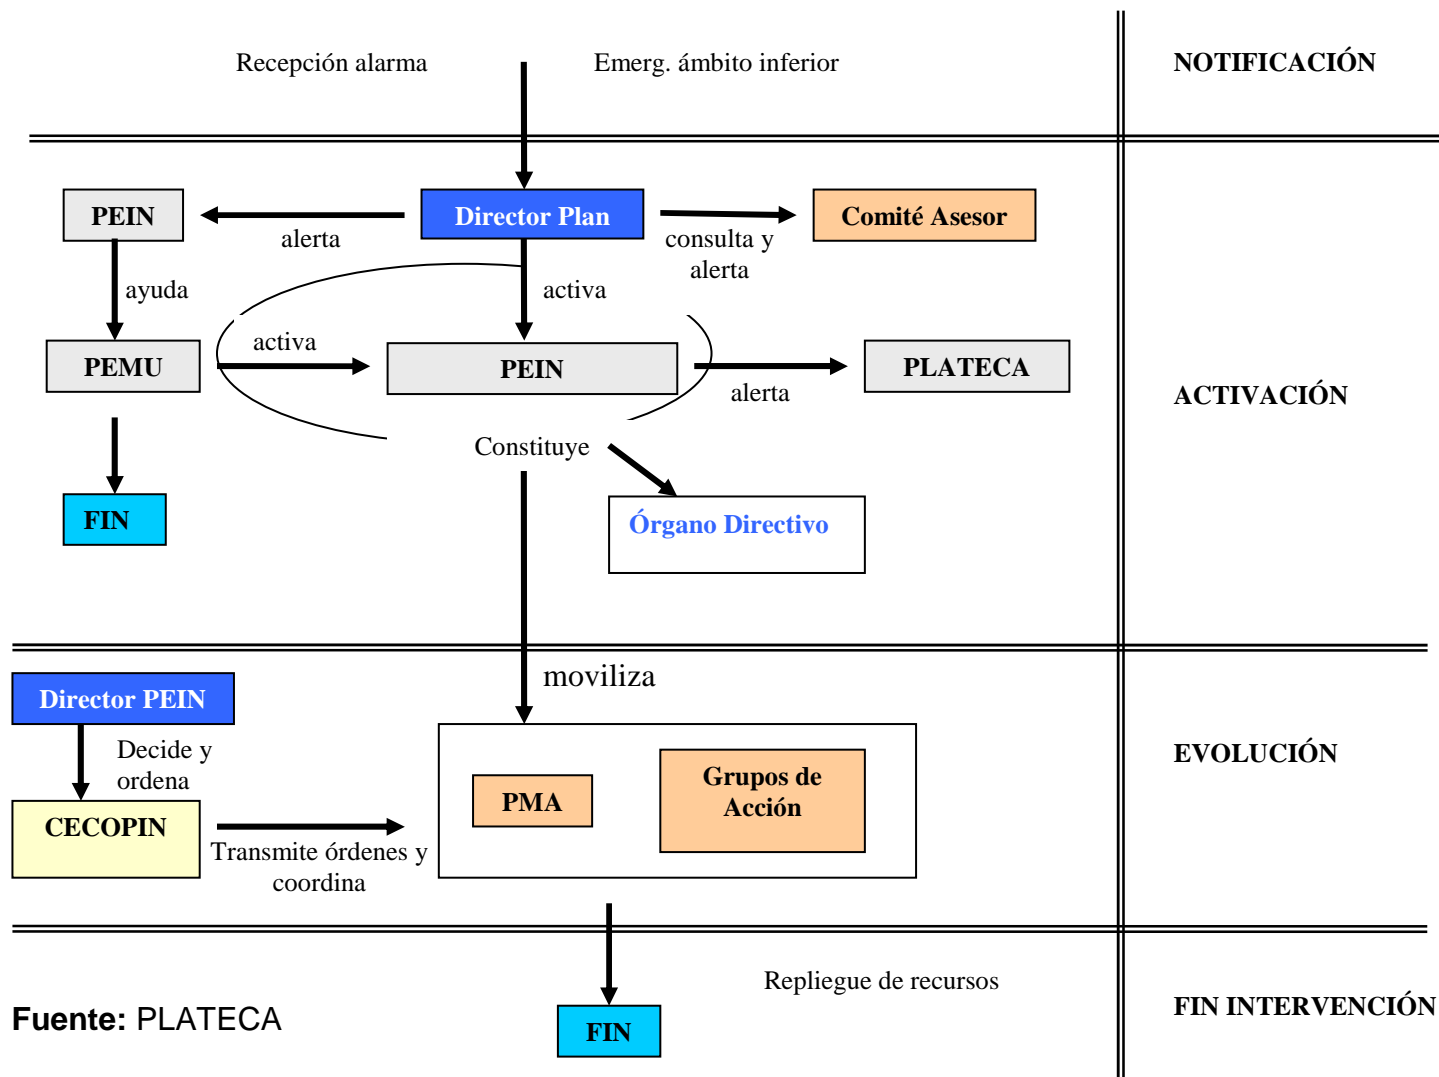 Recepción alarma
Emerg. ámbito inferior
NOTIFICACIÓN
PEIN
alerta
Director Plan
consulta y
alerta
Comité Asesor
ayuda
activa
PEMU
activa
PEIN
alerta
PLATECA
ACTIVACIÓN
Constituye
FIN
Órgano Directivo
moviliza
Director PEIN
Decide y
ordena
CECOPIN
Transmite órdenes y
coordina
PMA
Grupos de
Acción
EVOLUCIÓN
Repliegue de recursos
FIN
FIN INTERVENCIÓN
Fuente: PLATECA